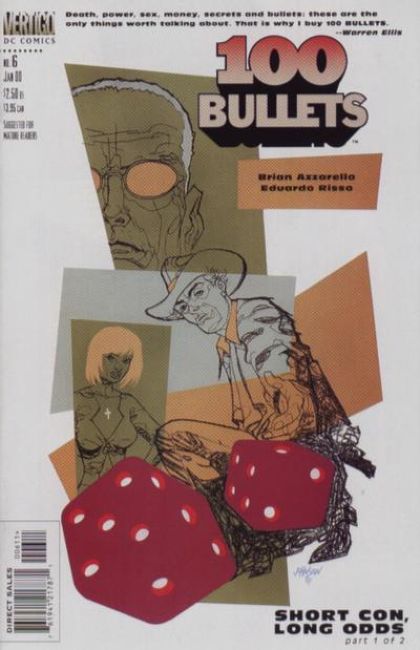 VERTIGO
DC COMICS
NO. 6
JAN 00
$2.50 US
$3.95 CAN
SUGGESTED FOR
MATURE READERS
Death, power, sex, money, secrets and bullets: these are the
only things worth talking about. That is why I buy 100 BULLETS.
--Warren Ellis
100
BULLETS
TM
Brian Azzarello
Eduardo Risso
DIRECT SALES
00611
SHORT CON,
LONG ODDS
part 1 of 2